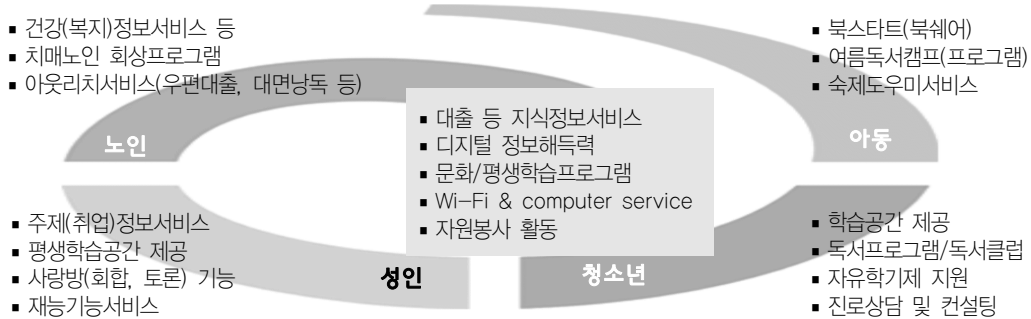 ▪ 건강(복지)정보서비스 등
▪ 치매노인 회상프로그램
▪ 아웃리치서비스(우편대출, 대면낭독 등)
노인
▪ 북스타트(북쉐어)
▪ 여름독서캠프(프로그램)
▪ 숙제도우미서비스
아동
▪ 대출 등 지식정보서비스
▪ 디지털 정보해득력
▪ 문화/평생학습프로그램
▪ Wi-Fi & computer service
▪ 자원봉사 활동
▪ 주제(취업)정보서비스
▪ 평생학습공간 제공
▪ 사랑방(회합, 토론) 기능
▪ 재능기능서비스
성인
청소년
▪ 학습공간 제공
▪ 독서프로그램/독서클럽
▪ 자유학기제 지원
▪ 진로상담 및 컨설팅